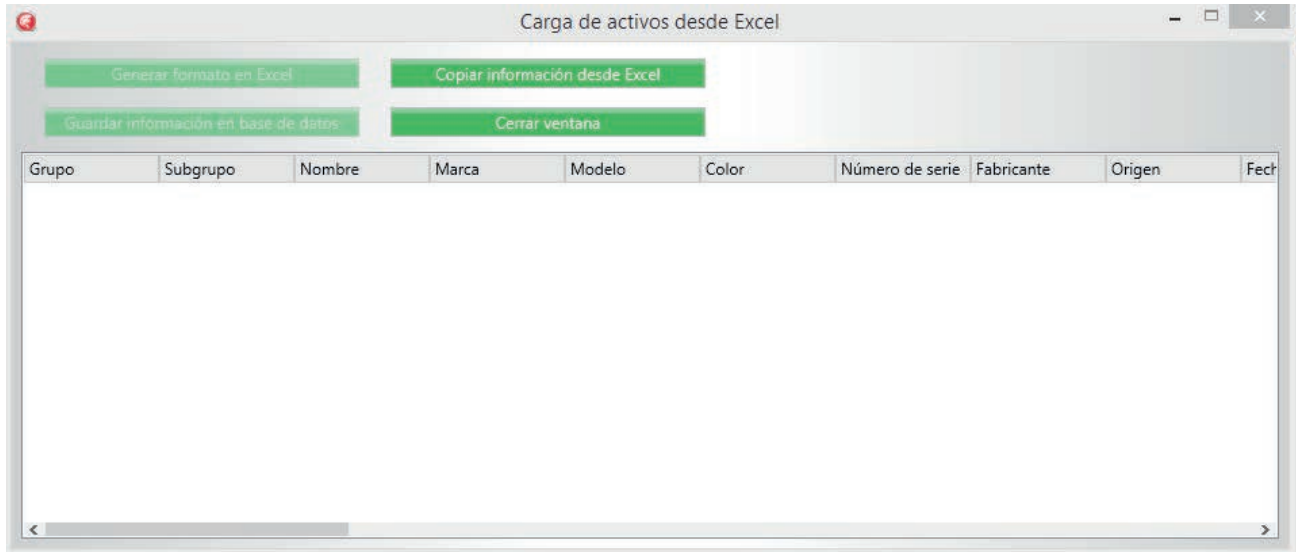 Carga de activos desde Excel
Generar formato en Excel
Copiar información desde Excel
Guardar información en base de datos
Cerrar ventana
Grupo Subgrupo Nombre Marca Modelo Color Número de serie Fabricante Origen Fech